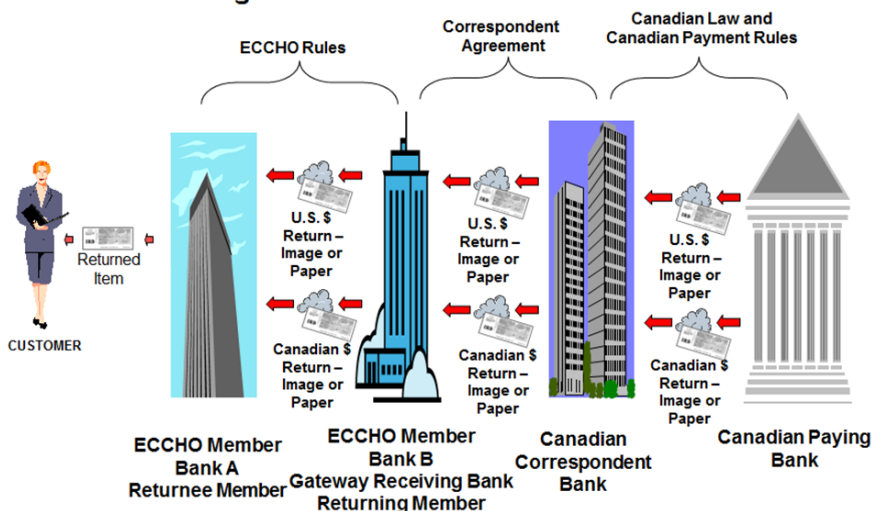 ECCHO Rules
Correspondent
Agreement
Canadian Law and
Canadian Payment Rules
U.S. $
Return –
Image or
Paper
U.S. $
Return –
Image or
Paper
U.S. $
Return –
Image or
Paper
Returned
Item
CUSTOMER
Canadian $
Return –
Image or
Paper
Canadian $
Return –
Image or
Paper
Canadian $
Return –
Image or
Paper
ECCHO Member
Bank A
Returnee Member
ECCHO Member
Bank B
Gateway Receiving Bank
Returning Member
Canadian
Correspondent
Bank
Canadian Paying
Bank